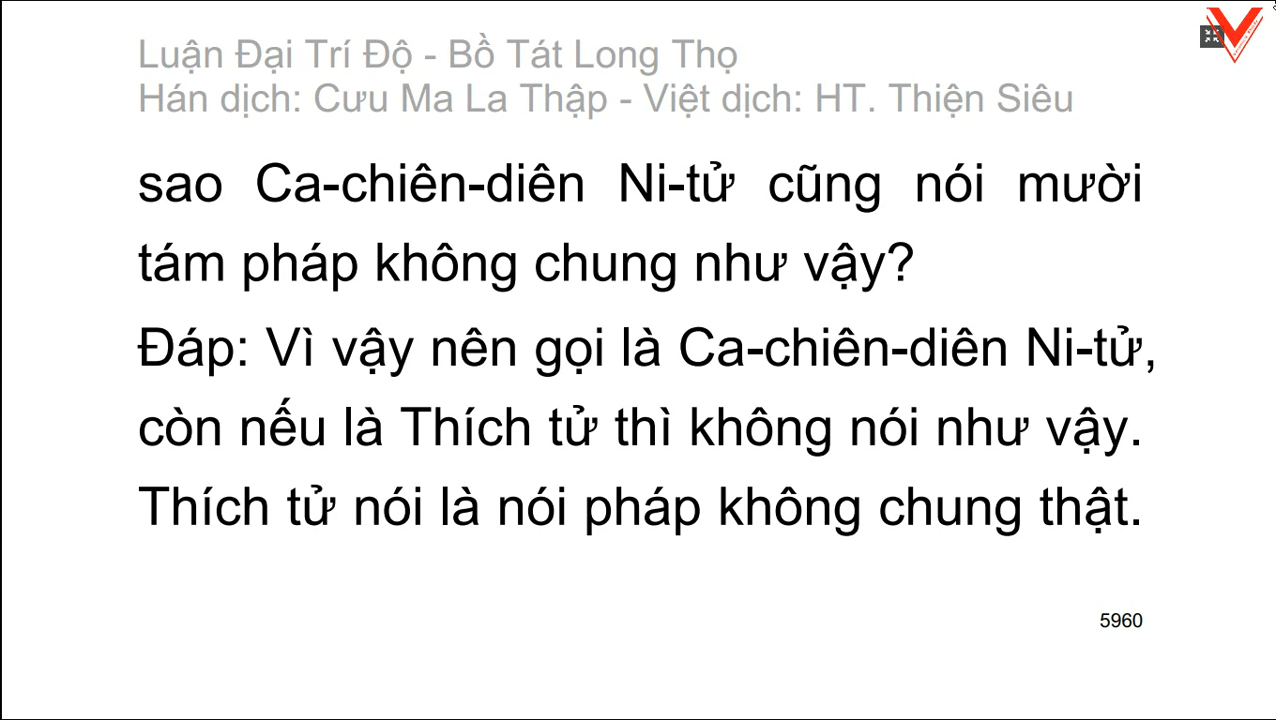 Luận Đại Trí Độ - Bồ Tát Long Thọ
Hán dịch: Cưu Ma La Thập - Việt dịch: HT. Thiện Siêu
sao Ca-chiên-diên Ni-tử cũng nói mười
tám pháp không chung như vậy?
Đáp: Vì vậy nên gọi là Ca-chiên-diên Ni-tử,
còn nếu là Thích tử thì không nói như vậy.
Thích tử nói là nói pháp không chung thật.
5960